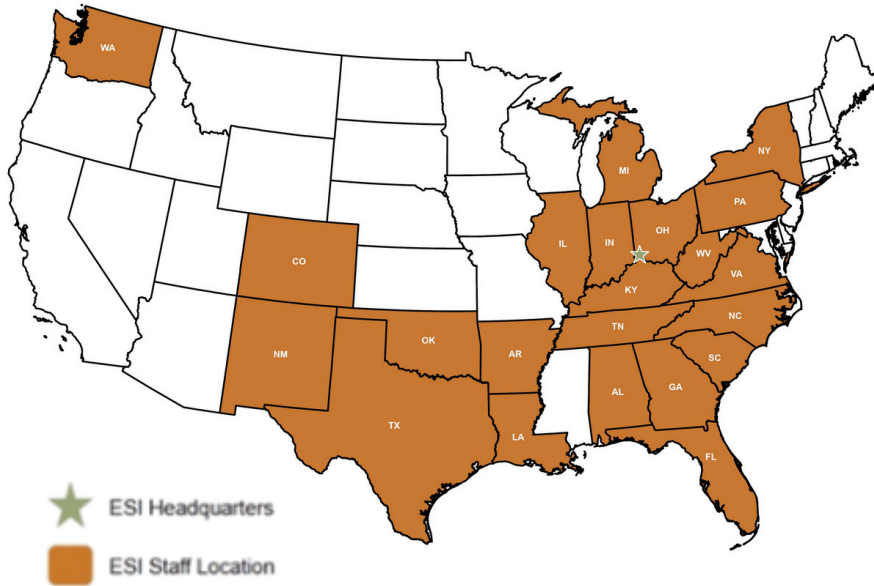 WA
NY
MI
PA
OH
IL
IN
WV
CO
VA
KY
NC
TN
OK
AR
NM
SC
AL
GA
TX
LA
FL
ESI Headquarters
ESI Staff Location